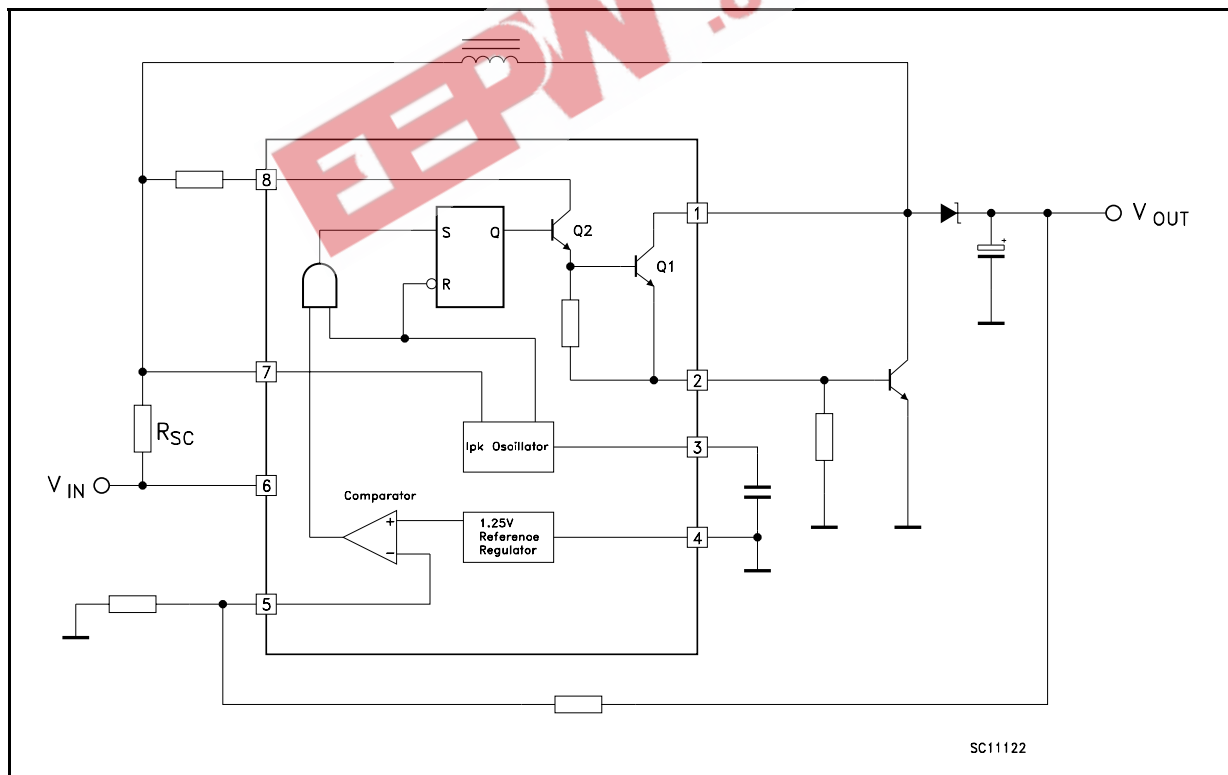 EEPW.
8
1
S
Q
Q2
Q1
R
V OUT
+
7
2
RSC
Ipk Oscillator
3
VIN
6
Comparator
+
−
1.25V
Reference
Regulator
4
5
SC11122